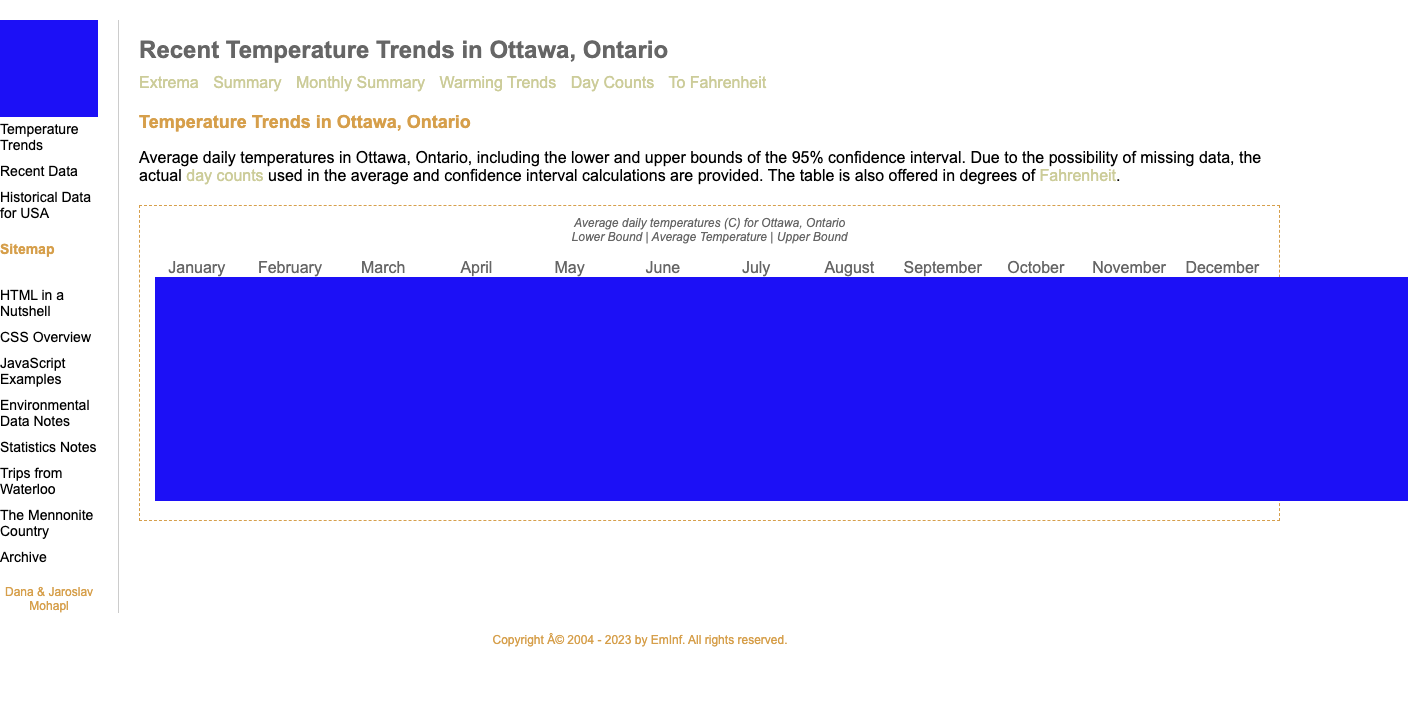 Temperature
Trends
Recent Data
Historical Data
for USA
Sitemap
HTML in a
Nutshell
CSS Overview
JavaScript
Examples
Environmental
Data Notes
Statistics Notes
Trips from
Waterloo
The Mennonite
Country
Archive
Dana & Jaroslav
Mohapl
Recent Temperature Trends in Ottawa, Ontario
Extrema Summary Monthly Summary Warming Trends Day Counts To Fahrenheit
Temperature Trends in Ottawa, Ontario
Average daily temperatures in Ottawa, Ontario, including the lower and upper bounds of the 95% confidence interval. Due to the possibility of missing data, the
actual day counts used in the average and confidence interval calculations are provided. The table is also offered in degrees of Fahrenheit.
Average daily temperatures (C) for Ottawa, Ontario
Lower Bound | Average Temperature | Upper Bound
January February March April May June July August September October November December
Copyright Â© 2004 - 2023 by EmInf. All rights reserved.